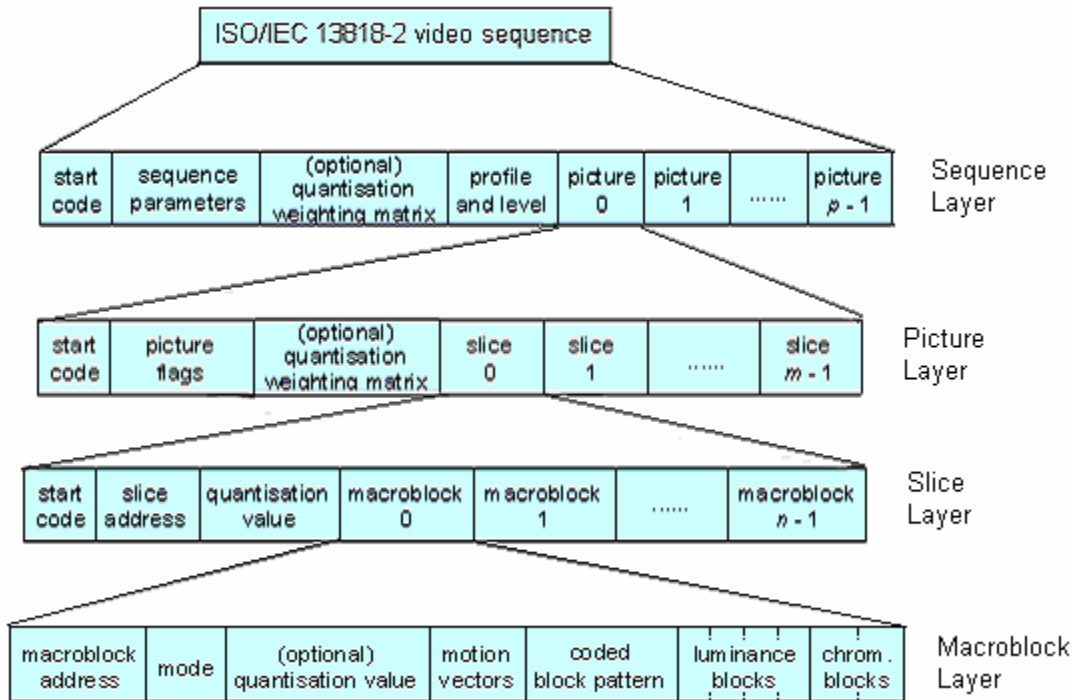 ISO/IEC 13818-2 video sequence
start code
sequence parameters
(optional) quantisation weighting matrix
profile and level
picture 0
picture 1
......
picture p - 1
Sequence Layer
start code
picture flags
(optional) quantisation weighting matrix
slice 0
slice 1
......
slice m - 1
Picture Layer
start code
slice address
quantisation value
macroblock 0
macroblock 1
......
macroblock n - 1
Slice Layer
macroblock address
mode
(optional) quantisation value
motion vectors
coded block pattern
luminance blocks
chrom. blocks
Macroblock Layer